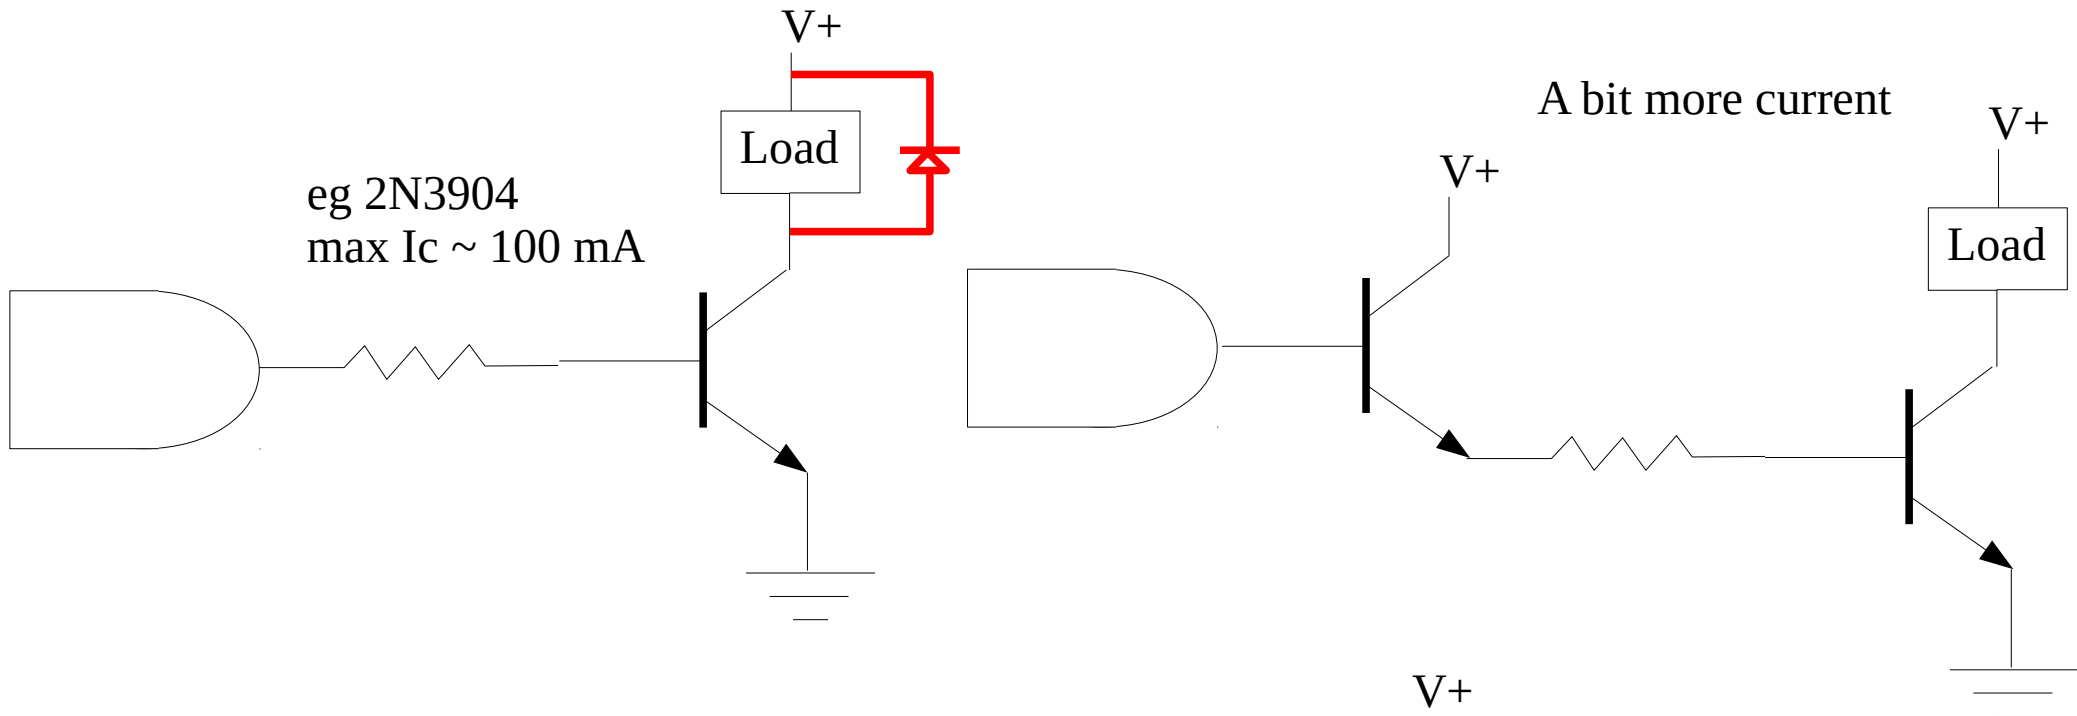 V+
Load
eg 2N3904
max Ic ~ 100 mA
A bit more current
V+
V+
Load
V+